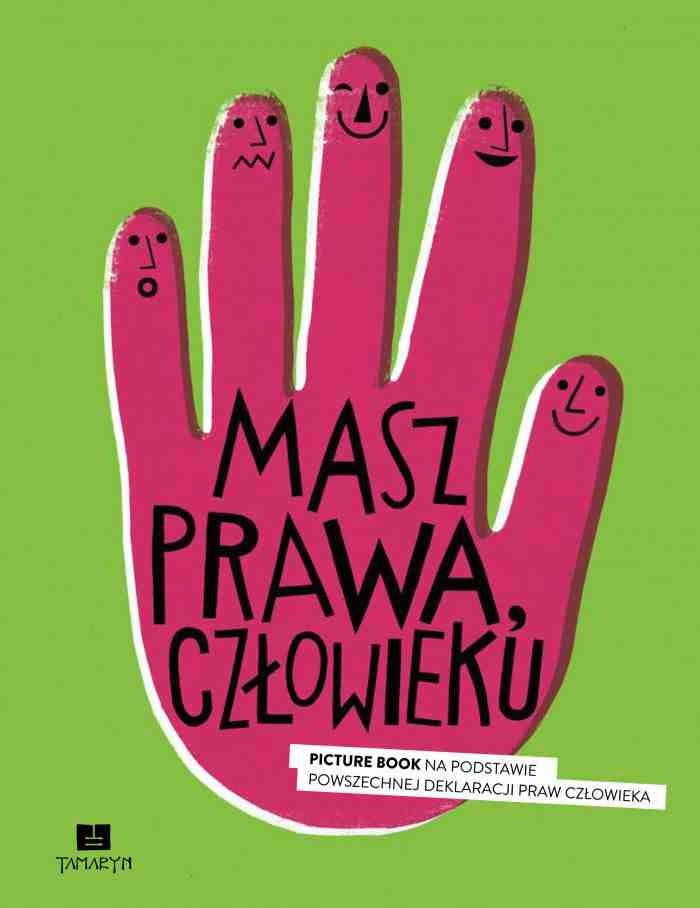 MASZ
PRAWA,
CZŁOWIEKU
PICTURE BOOK NA PODSTAWIE
POWSZECHNEJ DEKLARACJI PRAW CZŁOWIEKA
TAMARYN